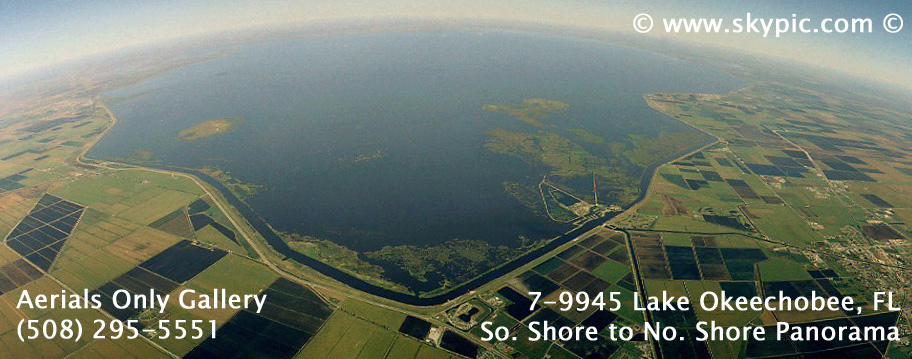 © www.skypic.com ©
Aerials Only Gallery
(508) 295-5551
7-9945 Lake Okeechobee, FL
So. Shore to No. Shore Panorama